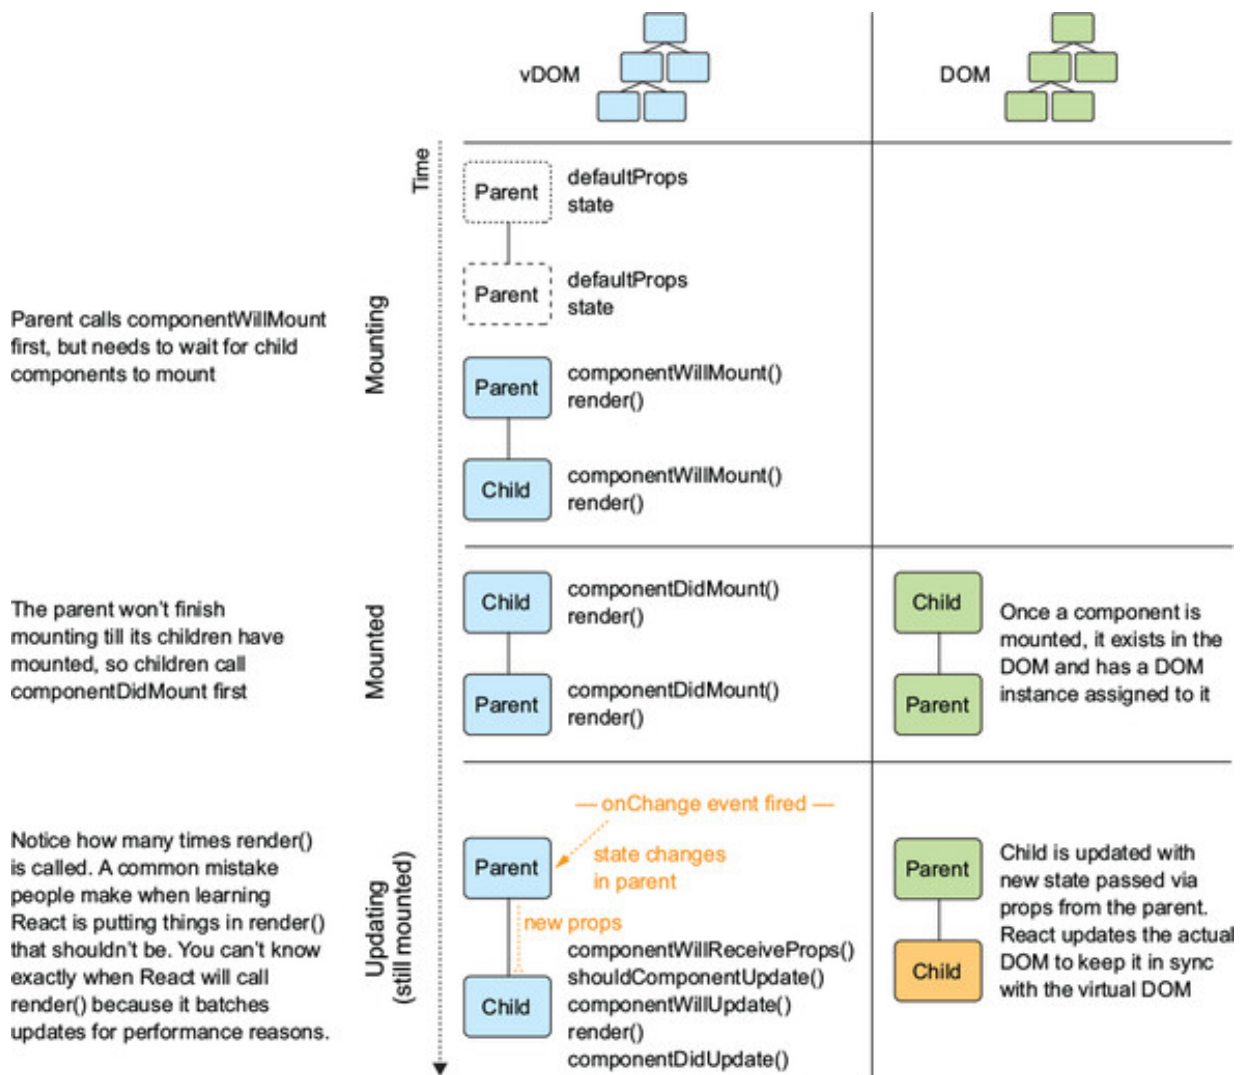 vDOM
DOM
Time
Parent
defaultProps
state
Parent
defaultProps
state
Mounting
Parent calls componentWillMount
first, but needs to wait for child
components to mount
Parent
componentWillMount()
render()
Child
componentWillMount()
render()
The parent won't finish
mounting till its children have
mounted, so children call
componentDidMount first
Mounted
Child
componentDidMount()
render()
Parent
componentDidMount()
render()
Child
Parent
Once a component is
mounted, it exists in the
DOM and has a DOM
instance assigned to it
Notice how many times render()
is called. A common mistake
people make when learning
React is putting things in render()
that shouldn't be. You can't know
exactly when React will call
render() because it batches
updates for performance reasons.
Updating
(still mounted)
— onChange event fired —
Parent
state changes
in parent
new props
Child
componentWillReceiveProps()
shouldComponentUpdate()
componentWillUpdate()
render()
componentDidUpdate()
Parent
Child
Child is updated with
new state passed via
props from the parent.
React updates the actual
DOM to keep it in sync
with the virtual DOM